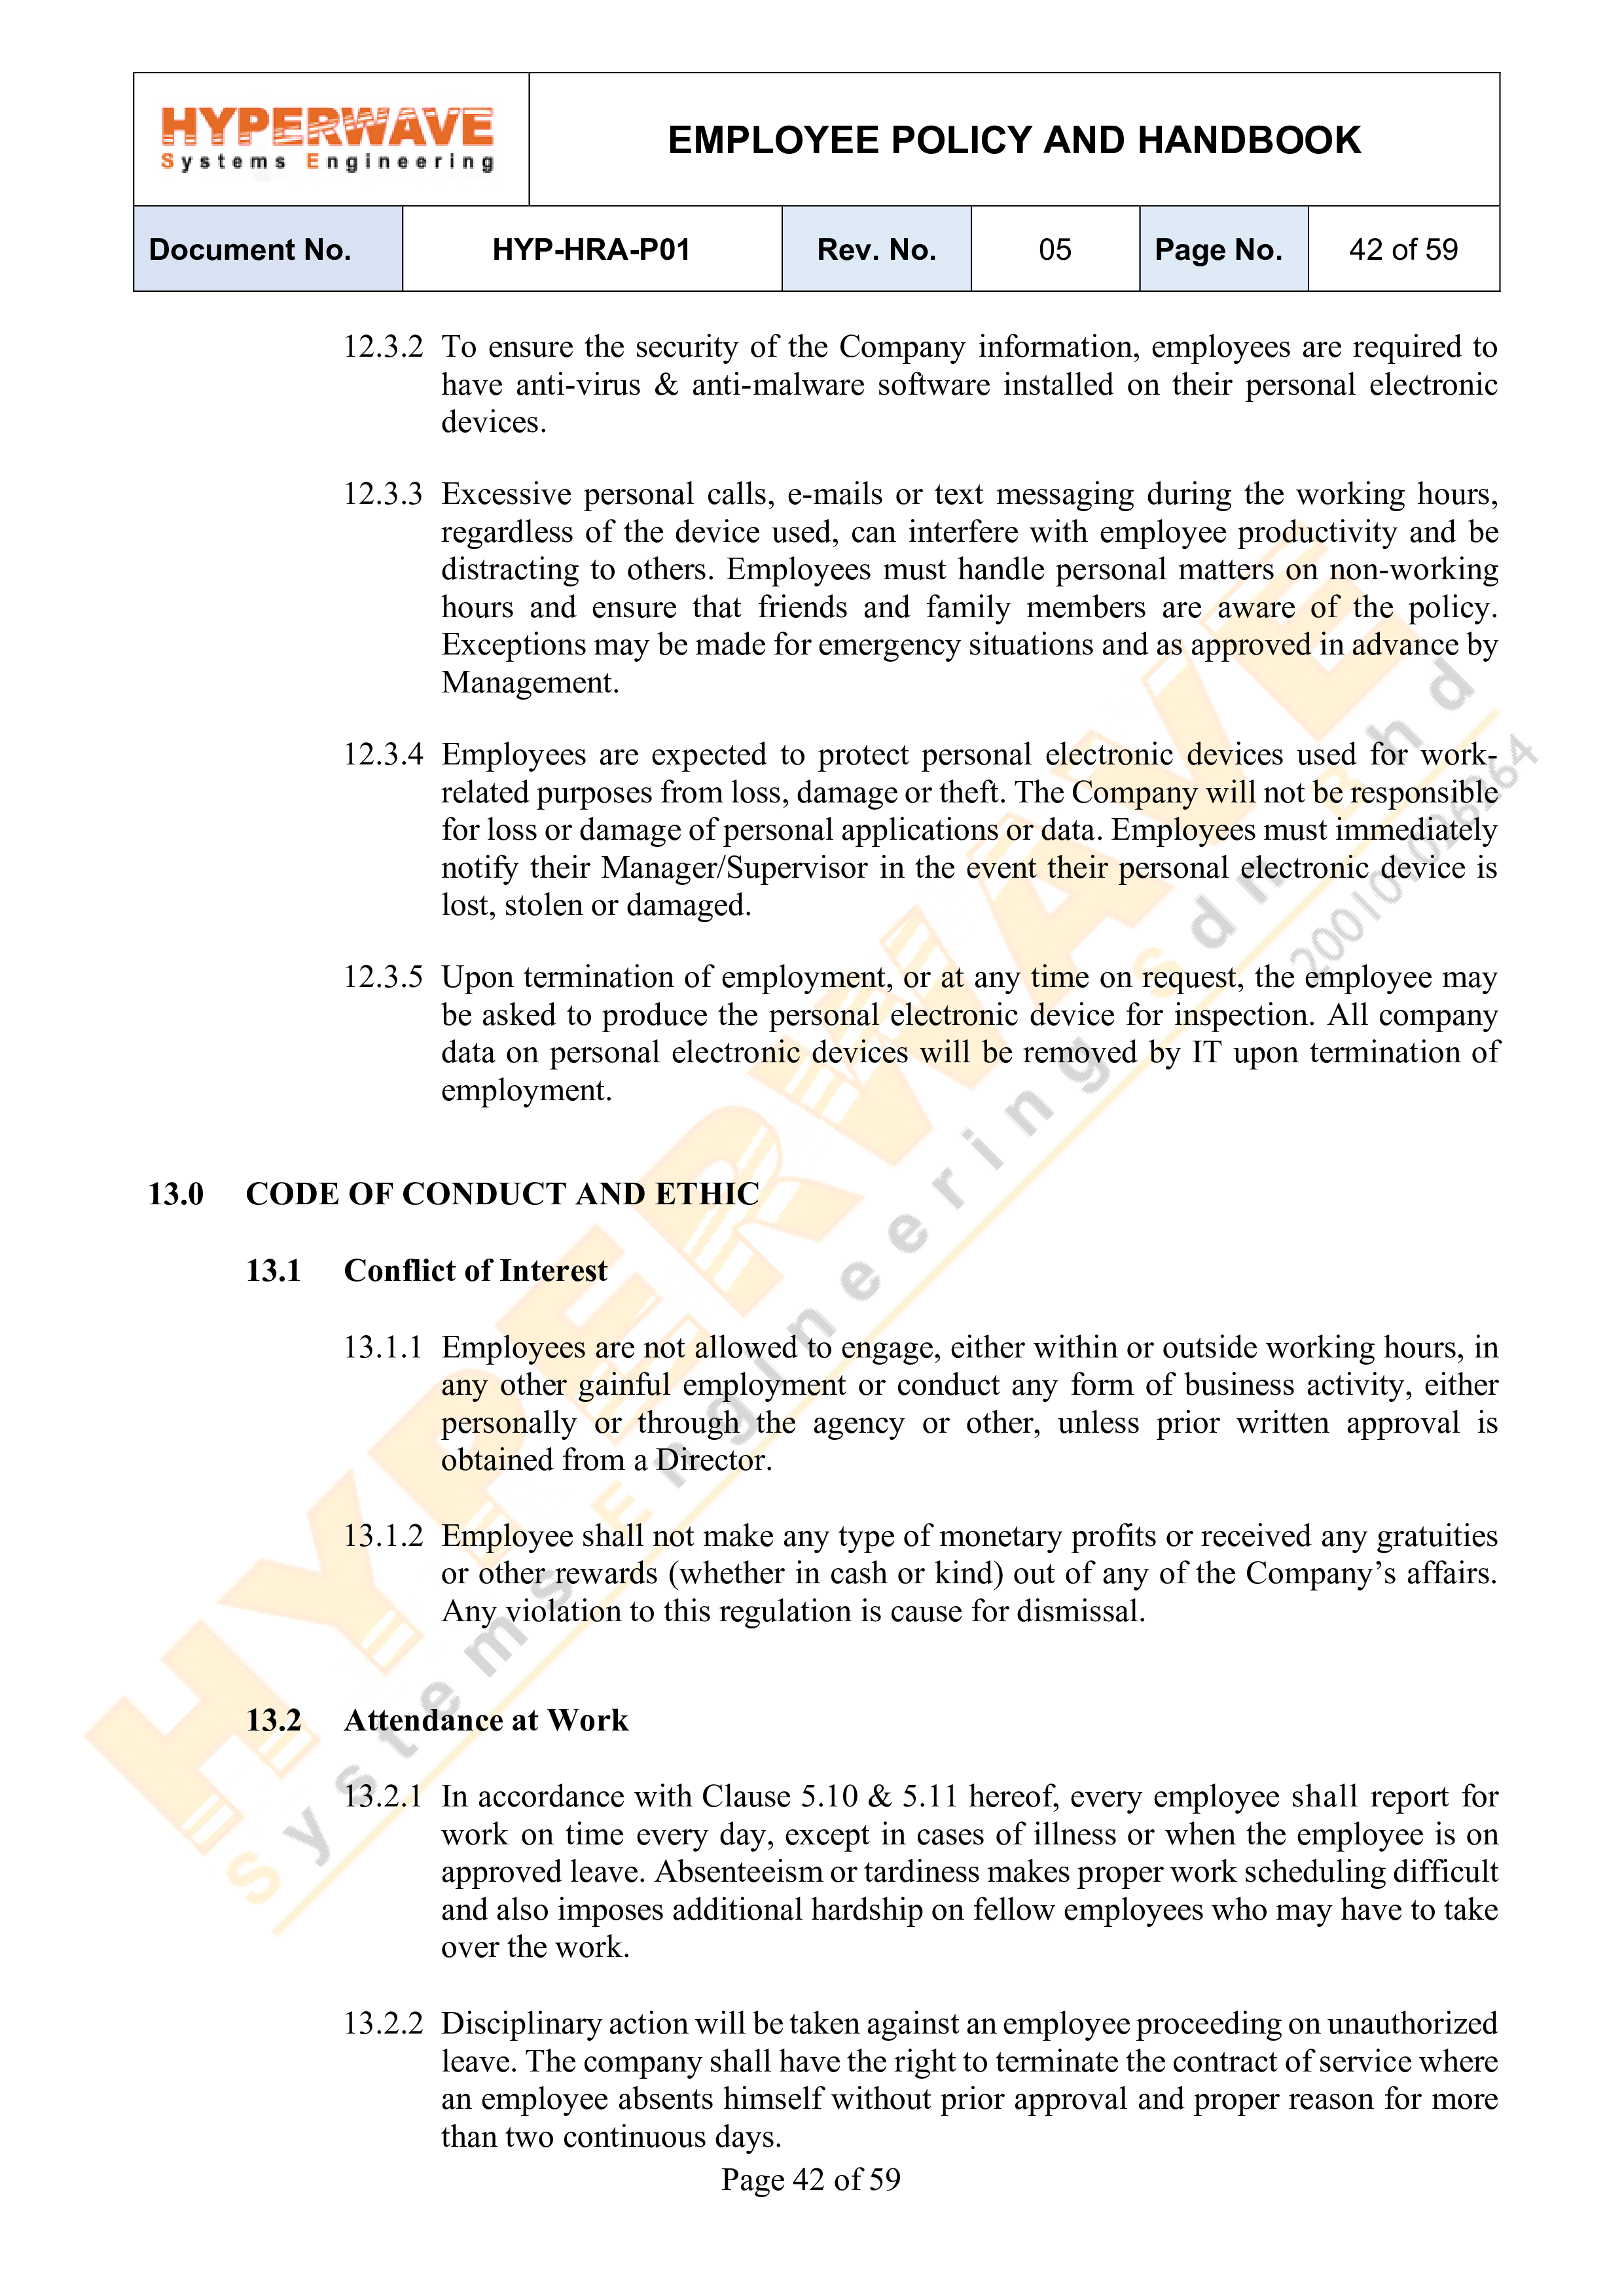 HYPERWAVE
Systems Engineering
EMPLOYEE POLICY AND HANDBOOK
Document No. HYP-HRA-P01 Rev. No. 05 Page No. 42 of 59
12.3.2 To ensure the security of the Company information, employees are required to
have anti-virus & anti-malware software installed on their personal electronic
devices.
12.3.3 Excessive personal calls, e-mails or text messaging during the working hours,
regardless of the device used, can interfere with employee productivity and be
distracting to others. Employees must handle personal matters on non-working
hours and ensure that friends and family members are aware of the policy.
Exceptions may be made for emergency situations and as approved in advance by
Management.
12.3.4 Employees are expected to protect personal electronic devices used for work-
related purposes from loss, damage or theft. The Company will not be responsible
for loss or damage of personal applications or data. Employees must immediately
notify their Manager/Supervisor in the event their personal electronic device is
lost, stolen or damaged.
12.3.5 Upon termination of employment, or at any time on request, the employee may
be asked to produce the personal electronic device for inspection. All company
data on personal electronic devices will be removed by IT upon termination of
employment.
13.0 CODE OF CONDUCT AND ETHIC
13.1 Conflict of Interest
13.1.1 Employees are not allowed to engage, either within or outside working hours, in
any other gainful employment or conduct any form of business activity, either
personally or through the agency or other, unless prior written approval is
obtained from a Director.
13.1.2 Employee shall not make any type of monetary profits or received any gratuities
or other rewards (whether in cash or kind) out of any of the Company’s affairs.
Any violation to this regulation is cause for dismissal.
13.2 Attendance at Work
13.2.1 In accordance with Clause 5.10 & 5.11 hereof, every employee shall report for
work on time every day, except in cases of illness or when the employee is on
approved leave. Absenteeism or tardiness makes proper work scheduling difficult
and also imposes additional hardship on fellow employees who may have to take
over the work.
13.2.2 Disciplinary action will be taken against an employee proceeding on unauthorized
leave. The company shall have the right to terminate the contract of service where
an employee absents himself without prior approval and proper reason for more
than two continuous days.
Page 42 of 59
HYPERWAVE
Systems Engineering Sdn Bhd